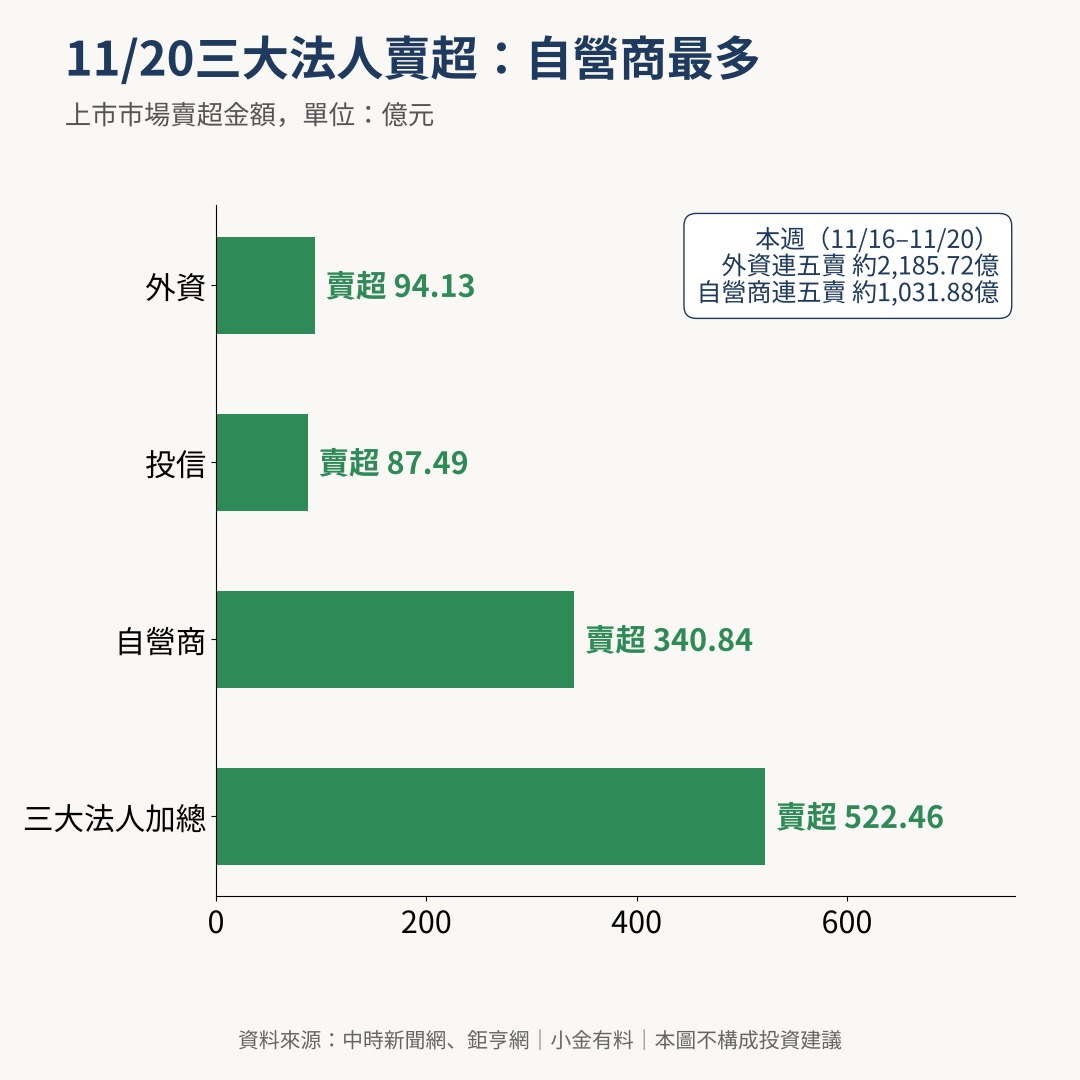 11/20三大法人賣超：自營商最多
上市市場賣超金額，單位：億元
本週（11/16–11/20）
外資連五賣 約2,185.72億
自營商連五賣 約1,031.88億
外資 賣超 94.13
投信 賣超 87.49
自營商 賣超 340.84
三大法人加總 賣超 522.46
0 200 400 600
資料來源：中時新聞網、鉅亨網｜小金有料｜本圖不構成投資建議